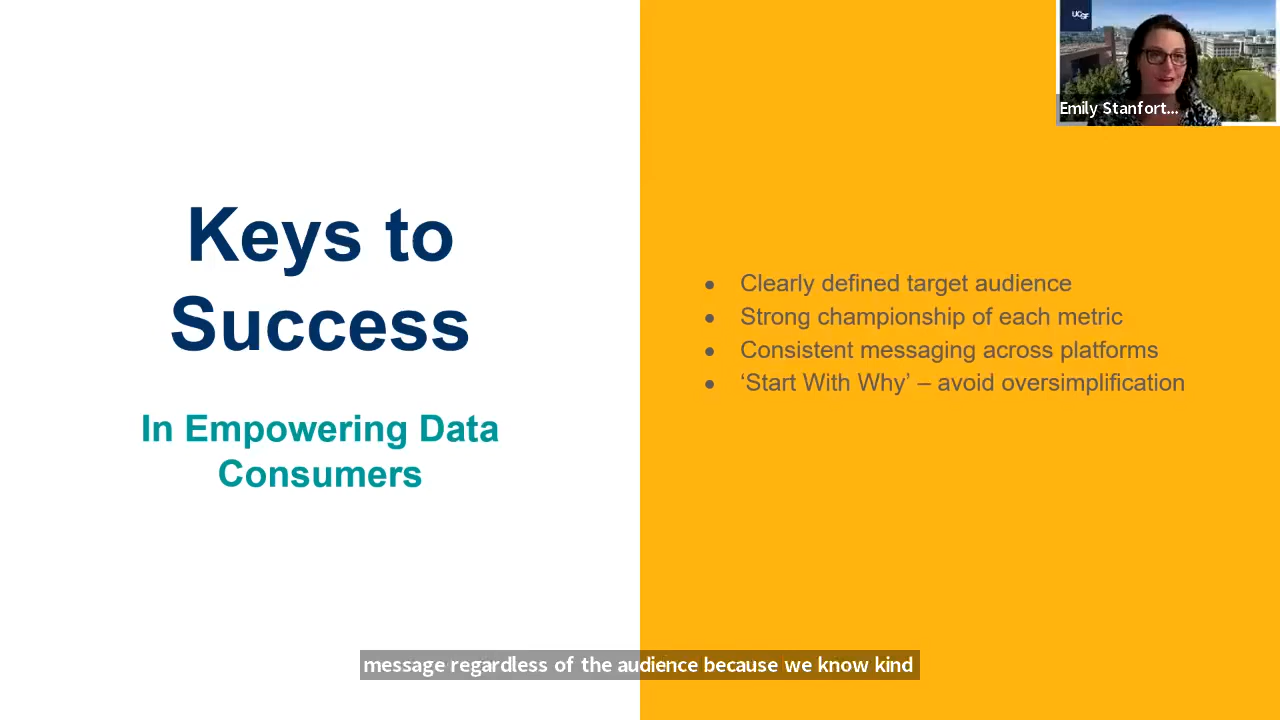 UCSF
Emily Stanfort...
Keys to
Success
In Empowering Data
Consumers
• Clearly defined target audience
• Strong championship of each metric
• Consistent messaging across platforms
• ‘Start With Why’ – avoid oversimplification
message regardless of the audience because we know kind